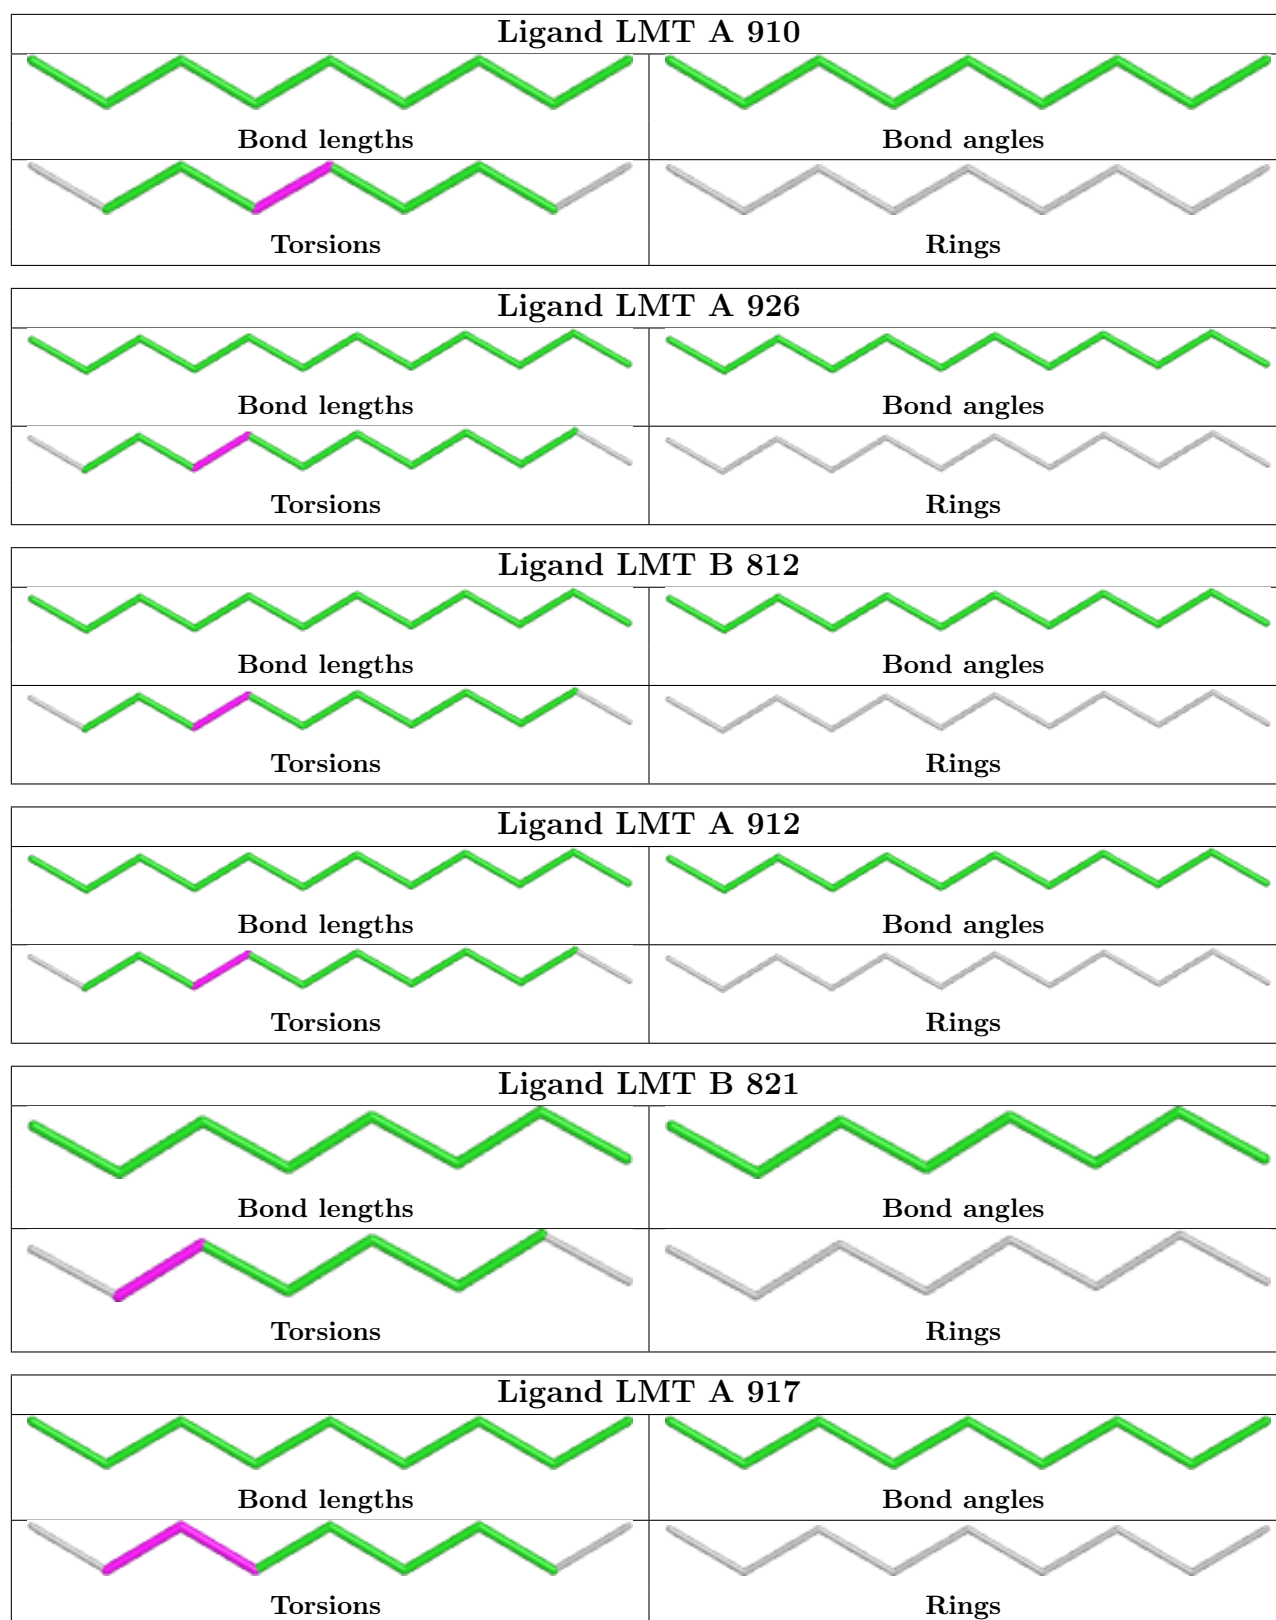 Ligand LMT A 910
Bond lengths Bond angles
Torsions Rings
Ligand LMT A 926
Bond lengths Bond angles
Torsions Rings
Ligand LMT B 812
Bond lengths Bond angles
Torsions Rings
Ligand LMT A 912
Bond lengths Bond angles
Torsions Rings
Ligand LMT B 821
Bond lengths Bond angles
Torsions Rings
Ligand LMT A 917
Bond lengths Bond angles
Torsions Rings